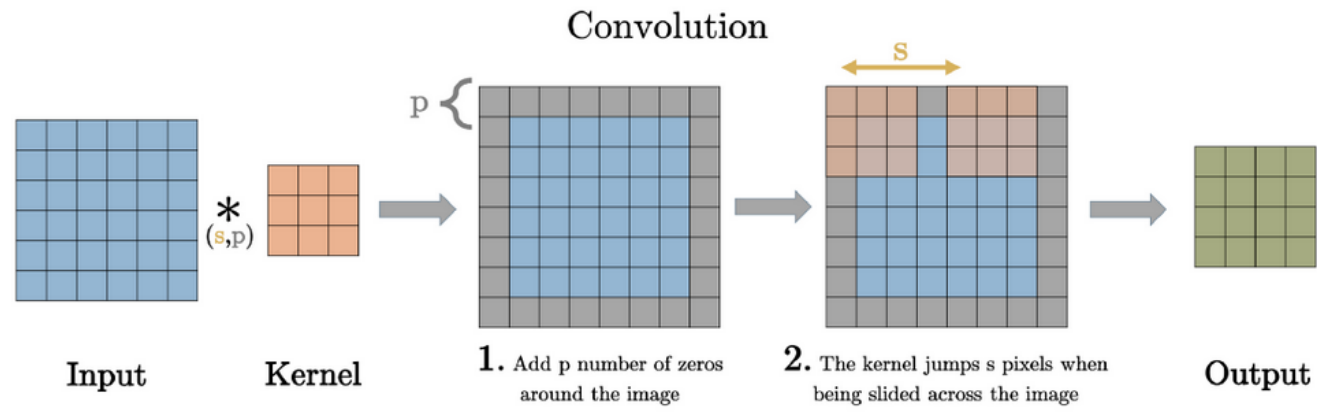 Convolution
s
p
*
(s,p)
Input
Kernel
1. Add p number of zeros
around the image
2. The kernel jumps s pixels when
being slided across the image
Output